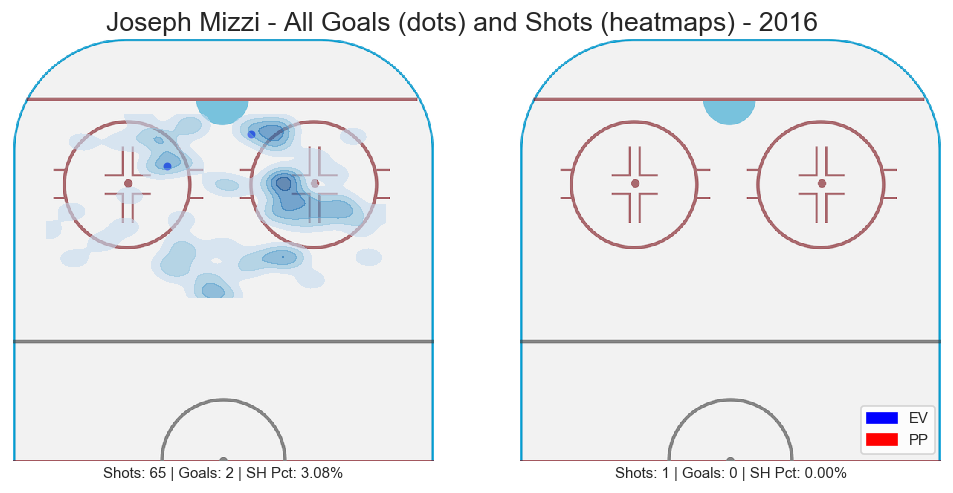 Joseph Mizzi - All Goals (dots) and Shots (heatmaps) - 2016
EV
PP
Shots: 65 | Goals: 2 | SH Pct: 3.08%
Shots: 1 | Goals: 0 | SH Pct: 0.00%